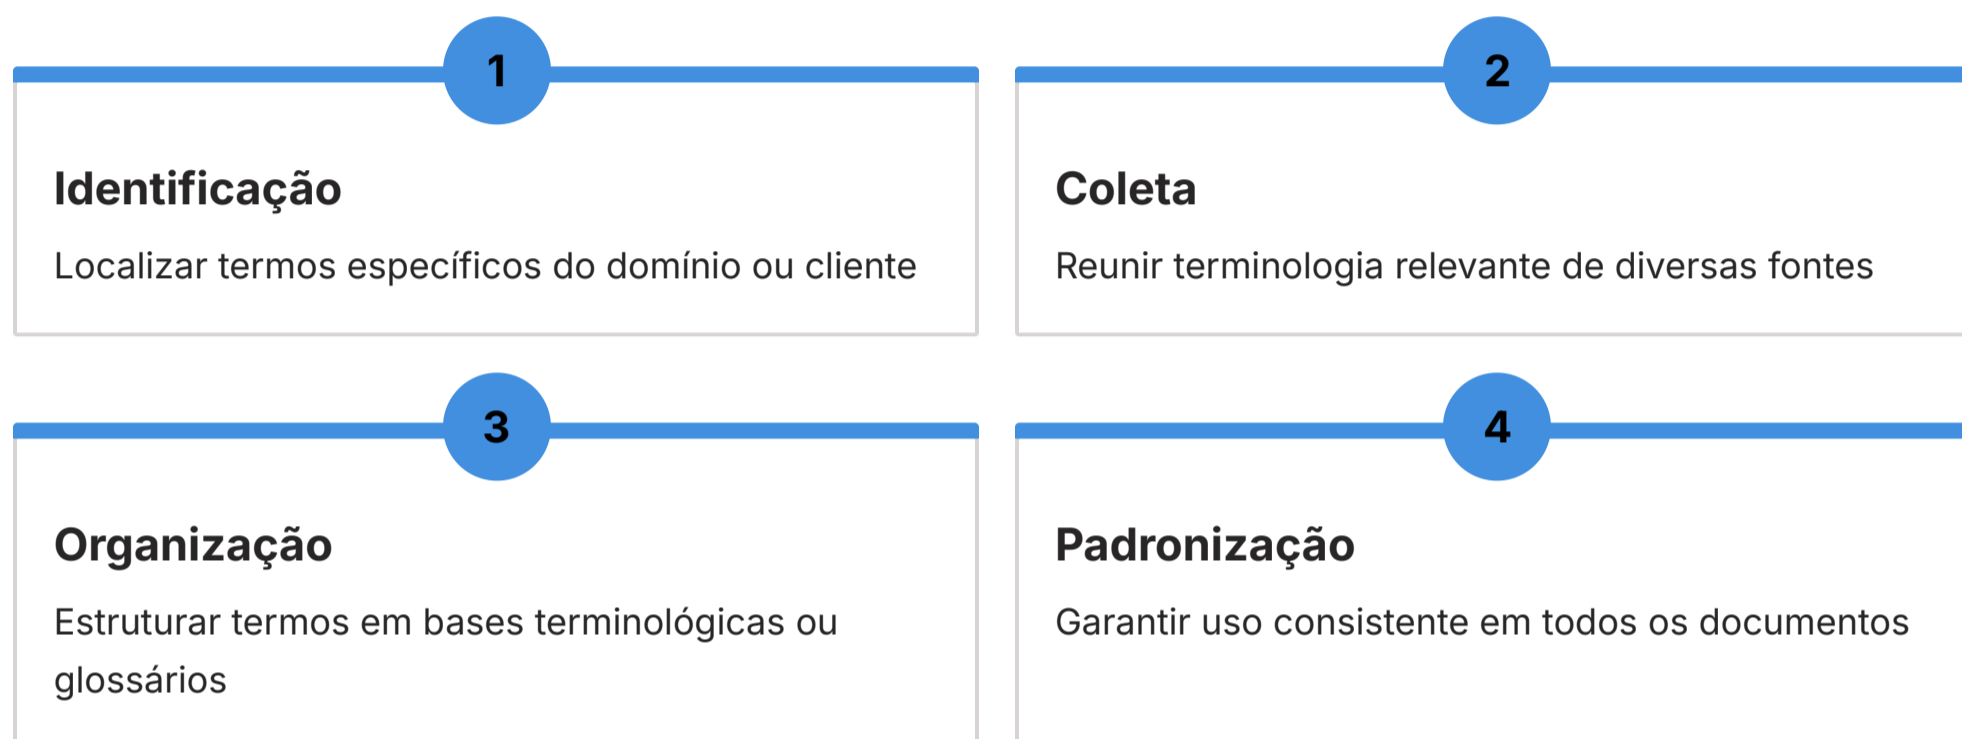 1
Identificação
Localizar termos específicos do domínio ou cliente
2
Coleta
Reunir terminologia relevante de diversas fontes
3
Organização
Estruturar termos em bases terminológicas ou
glossários
4
Padronização
Garantir uso consistente em todos os documentos